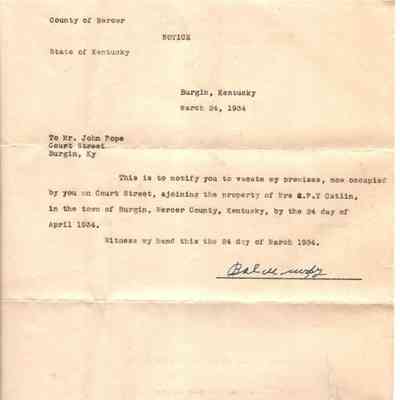 County of Mercer
NOTICE
State of Kentucky
Burgin, Kentucky
March 24, 1934
To Mr. John Pope
Court Street
Burgin, Ky
This is to notify you to vacate my premises, now occupied
by you on Court Street, ajoining the property of Mrs S.P.Y Catlin,
in the town of Burgin, Mercer County, Kentucky, by the 24 day of
April 1934.
Witness my hand this the 24 day of March 1934.